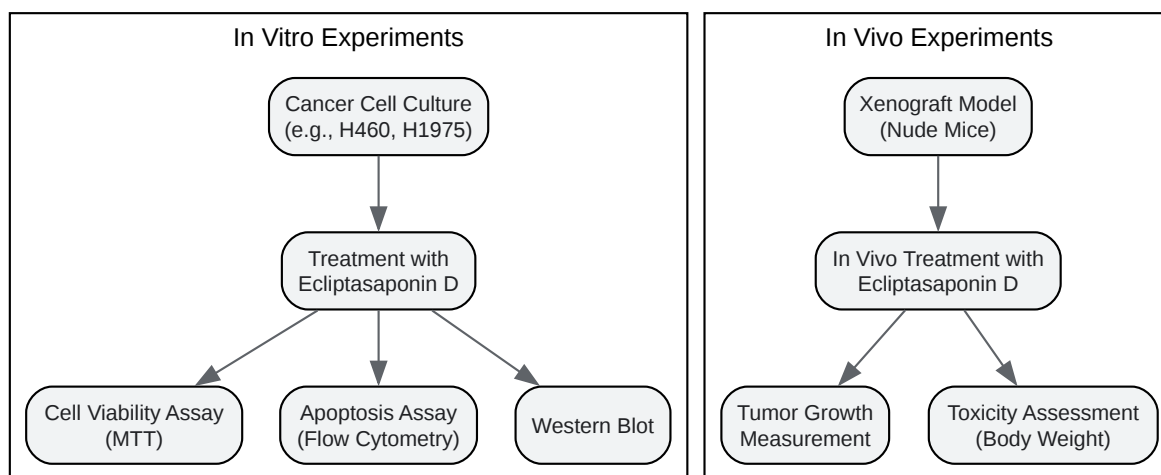 In Vitro Experiments
Cancer Cell Culture
(e.g., H460, H1975)
Treatment with
Ecliptasaponin D
Cell Viability Assay
(MTT)
Apoptosis Assay
(Flow Cytometry)
Western Blot
In Vivo Experiments
Xenograft Model
(Nude Mice)
In Vivo Treatment with
Ecliptasaponin D
Tumor Growth
Measurement
Toxicity Assessment
(Body Weight)